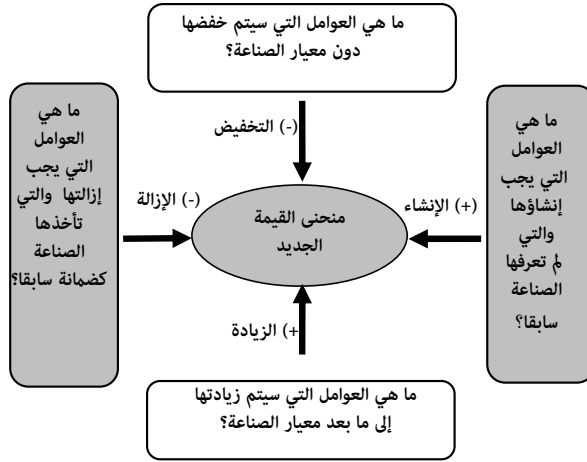 ما هي العوامل التي سيتم خفضها
دون معيار الصناعة؟
(-) التخفيض
ما هي
العوامل
التي يجب
إنشاؤها
والتي
لم تعرفها
الصناعة
سابقا؟
(+) الإنشاء
منحنى القيمة
الجديد
(-) الإزالة
ما هي
العوامل
التي يجب
إزالتها والتي
تأخذها
الصناعة
كضمانة سابقا؟
+) الزيادة
ما هي العوامل التي سيتم زيادتها
إلى ما بعد معيار الصناعة؟